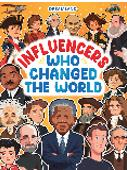 INFLUENCERS
WHO
CHANGED
THE WORLD